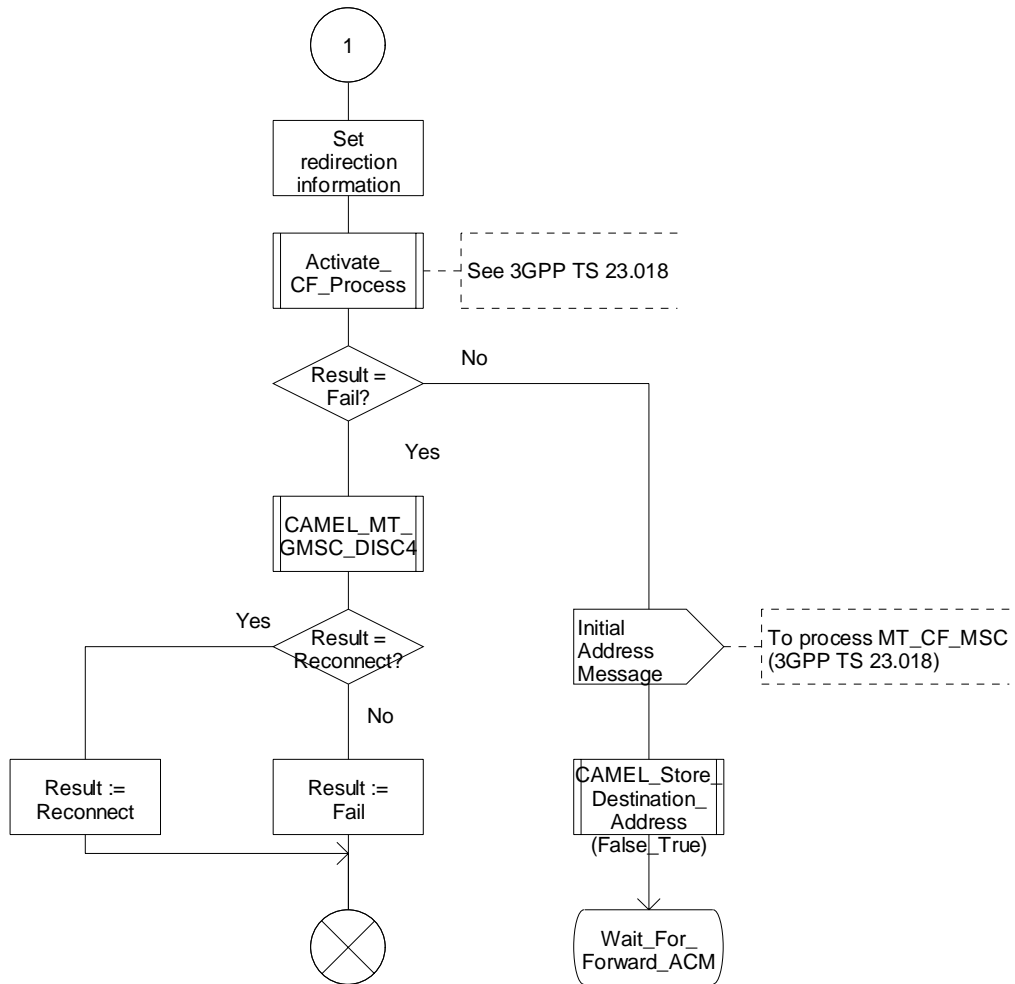 1
Set
redirection
information
Activate_
CF_Process
See 3GPP TS 23.018
Result =
Fail?
No
Yes
CAMEL_MT_
GMSC_DISC4
Yes
Result =
Reconnect?
No
Initial
Address
Message
To process MT_CF_MSC
(3GPP TS 23.018)
Result :=
Reconnect
Result :=
Fail
CAMEL_Store_
Destination_
Address
(False_True)
Wait_For_
Forward_ACM